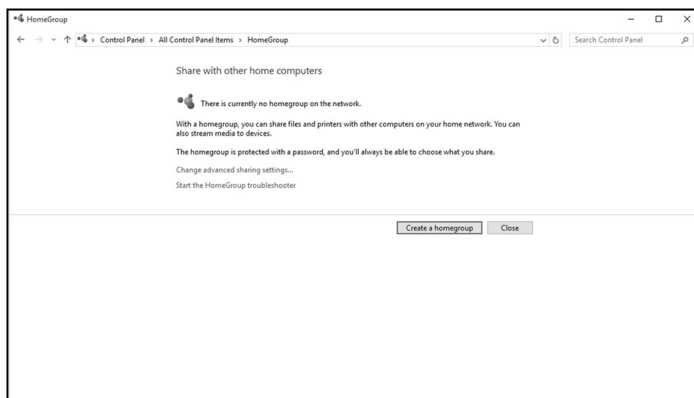 HomeGroup
Control Panel > All Control Panel Items > HomeGroup
Search Control Panel
Share with other home computers
There is currently no homegroup on the network.
With a homegroup, you can share files and printers with other computers on your home network. You can
also stream media to devices.
The homegroup is protected with a password, and you'll always be able to choose what you share.
Change advanced sharing settings...
Start the HomeGroup troubleshooter
Create a homegroup
Close